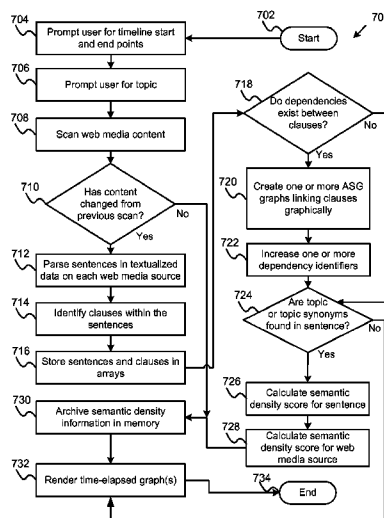 702
Start
70
704
Prompt user for timeline start
and end points
706
Prompt user for topic
708
Scan web media content
710
Has content
changed from
previous scan?
No
Yes
712
Parse sentences in textualized
data on each web media source
714
Identify clauses within the
sentences
716
Store sentences and clauses in
arrays
718
Do dependencies
exist between
clauses?
Yes
No
720
Create one or more ASG
graphs linking clauses
graphically
722
Increase one or more
dependency identifiers
724
Are topic
or topic synonyms
found in sentence?
Yes
No
726
Calculate semantic
density score for sentence
728
Calculate semantic
density score for web
media source
730
Archive semantic density
information in memory
732
Render time-elapsed graph(s)
734
End